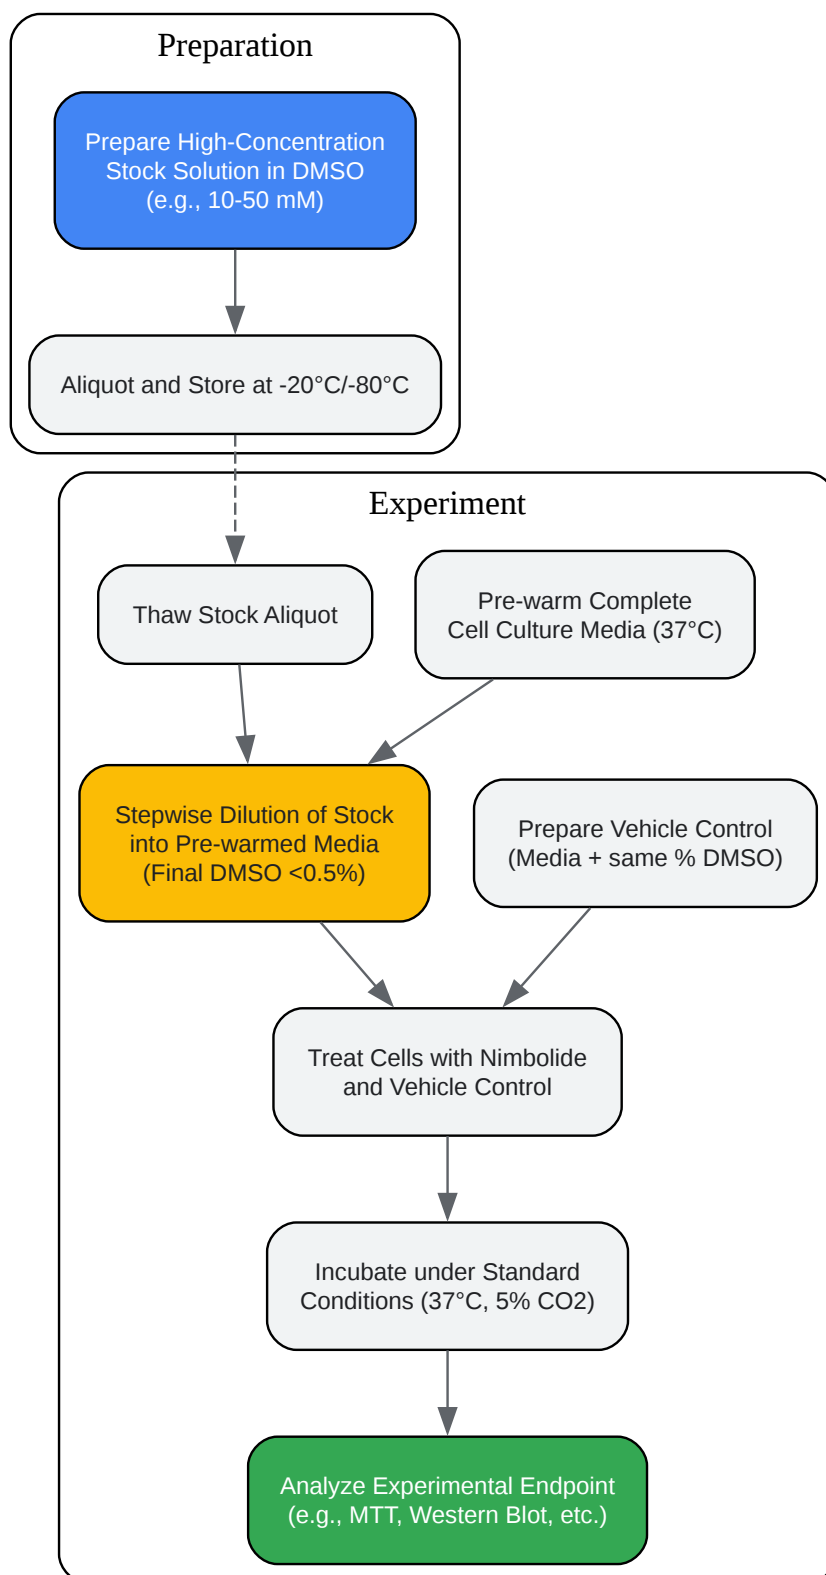 Preparation
Prepare High-Concentration
Stock Solution in DMSO
(e.g., 10-50 mM)
Aliquot and Store at -20°C/-80°C
Experiment
Thaw Stock Aliquot
Pre-warm Complete
Cell Culture Media (37°C)
Stepwise Dilution of Stock
into Pre-warmed Media
(Final DMSO <0.5%)
Prepare Vehicle Control
(Media + same % DMSO)
Treat Cells with Nimbolide
and Vehicle Control
Incubate under Standard
Conditions (37°C, 5% CO2)
Analyze Experimental Endpoint
(e.g., MTT, Western Blot, etc.)